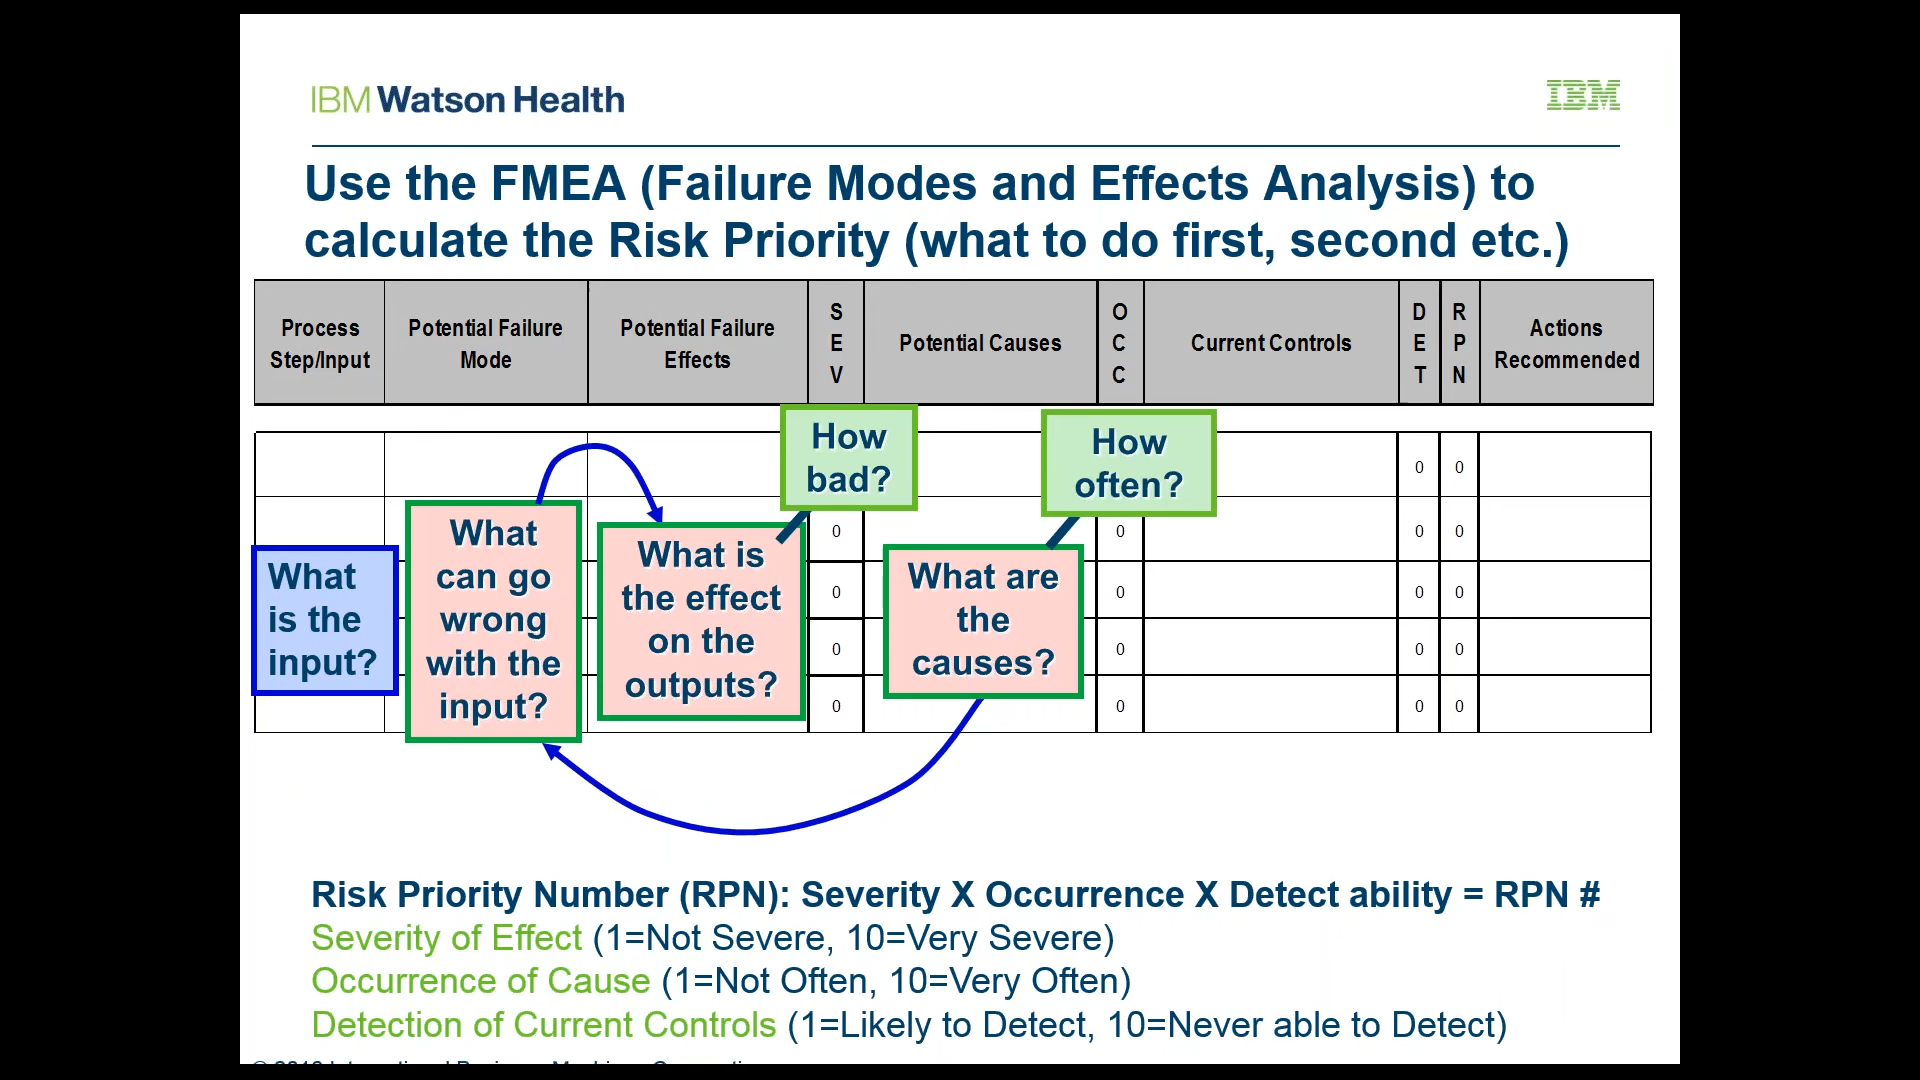 IBM Watson Health
IBM
Use the FMEA (Failure Modes and Effects Analysis) to
calculate the Risk Priority (what to do first, second etc.)
Process Step/Input
Potential Failure Mode
Potential Failure Effects
SEV
Potential Causes
OCC
Current Controls
DET
RPN
Actions Recommended
How
bad?
How
often?
0 0
0 0 0 0
0 0 0 0
0 0 0 0
0 0 0 0
What
is the
input?
What
can go
wrong
with the
input?
What is
the effect
on the
outputs?
What are
the
causes?
Risk Priority Number (RPN): Severity X Occurrence X Detect ability = RPN #
Severity of Effect (1=Not Severe, 10=Very Severe)
Occurrence of Cause (1=Not Often, 10=Very Often)
Detection of Current Controls (1=Likely to Detect, 10=Never able to Detect)